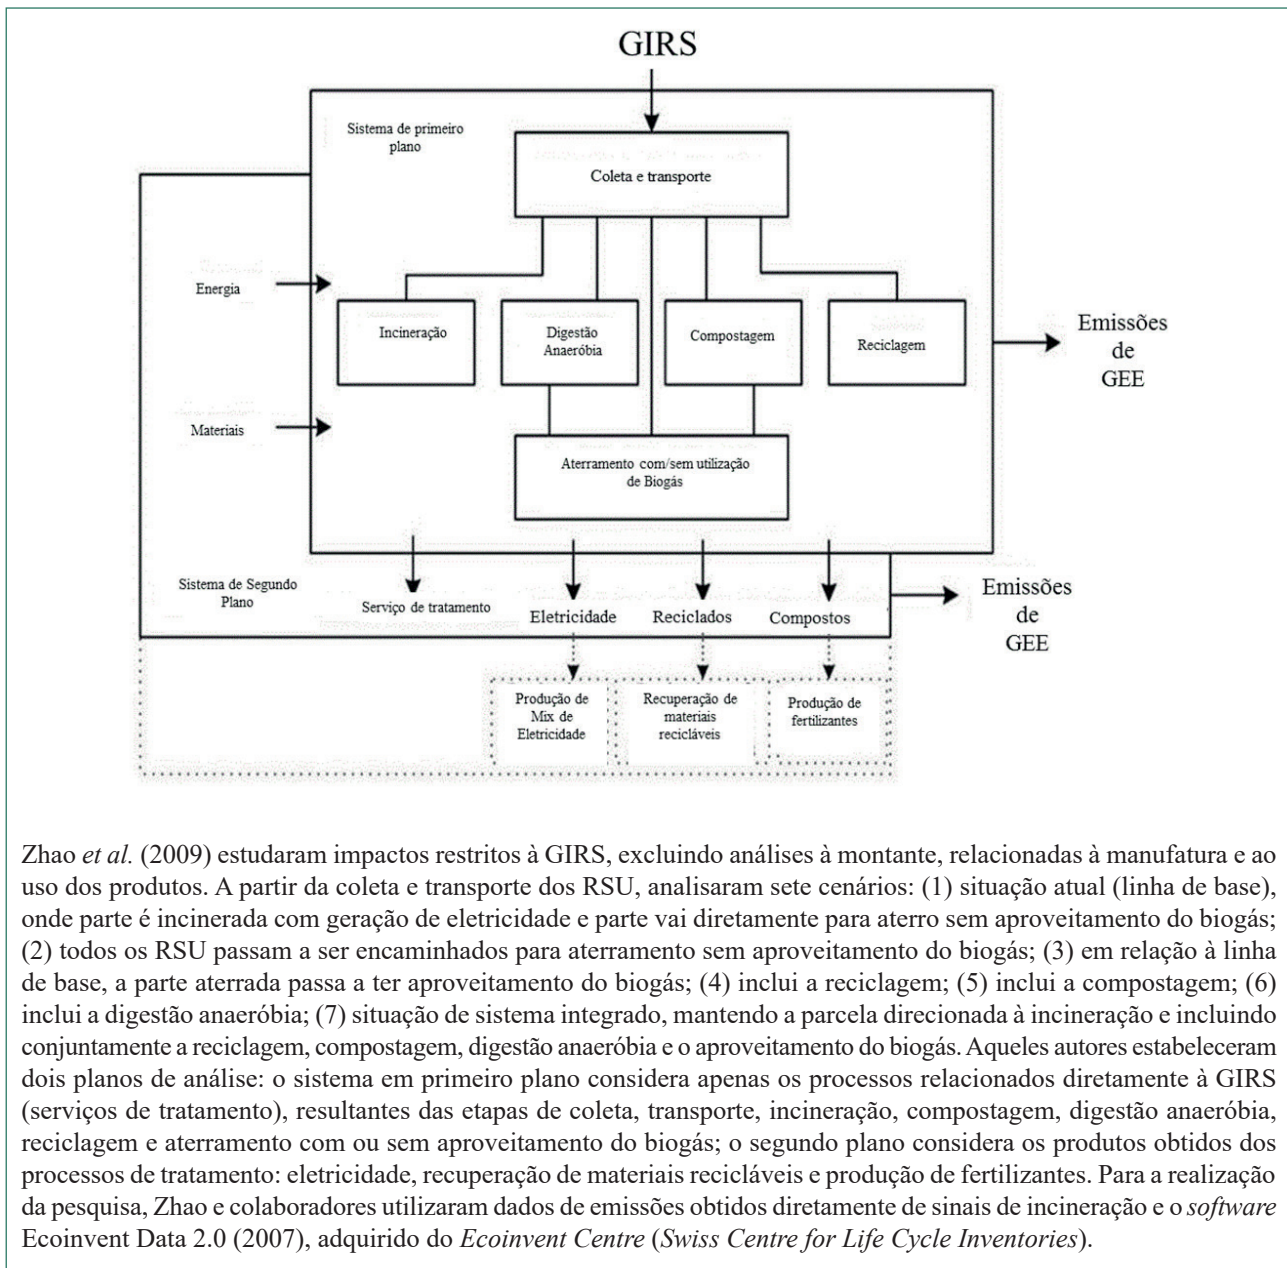 GIRS
Sistema de primeiro
plano
Coleta e transporte
Energia
Incineração
Digestão
Anaeróbia
Compostagem
Reciclagem
Emissões
de
GEE
Materiais
Aterramento com/sem utilização
de Biogás
Sistema de Segundo
Plano
Serviço de tratamento
Eletricidade
Reciclados
Compostos
Emissões
de
GEE
Produção de
Mix de
Eletricidade
Recuperação de
materiais
recicláveis
Produção de
fertilizantes
Zhao et al. (2009) estudaram impactos restritos à GIRS, excluindo análises à montante, relacionadas à manufatura e ao
uso dos produtos. A partir da coleta e transporte dos RSU, analisaram sete cenários: (1) situação atual (linha de base),
onde parte é incinerada com geração de eletricidade e parte vai diretamente para aterro sem aproveitamento do biogás;
(2) todos os RSU passam a ser encaminhados para aterramento sem aproveitamento do biogás; (3) em relação à linha
de base, a parte aterrada passa a ter aproveitamento do biogás; (4) inclui a reciclagem; (5) inclui a compostagem; (6)
inclui a digestão anaeróbia; (7) situação de sistema integrado, mantendo a parcela direcionada à incineração e incluindo
conjuntamente a reciclagem, compostagem, digestão anaeróbia e o aproveitamento do biogás. Aqueles autores estabeleceram
dois planos de análise: o sistema em primeiro plano considera apenas os processos relacionados diretamente à GIRS
(serviços de tratamento), resultantes das etapas de coleta, transporte, incineração, compostagem, digestão anaeróbia,
reciclagem e aterramento com ou sem aproveitamento do biogás; o segundo plano considera os produtos obtidos dos
processos de tratamento: eletricidade, recuperação de materiais recicláveis e produção de fertilizantes. Para a realização
da pesquisa, Zhao e colaboradores utilizaram dados de emissões obtidos diretamente de sinais de incineração e o software
Ecoinvent Data 2.0 (2007), adquirido do Ecoinvent Centre (Swiss Centre for Life Cycle Inventories).